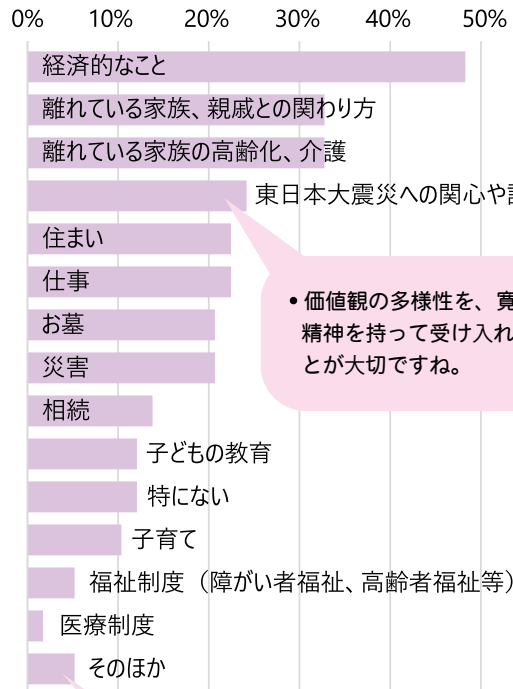 0% 10% 20% 30% 40% 50%
経済的なこと
離れている家族、親戚との関わり方
離れている家族の高齢化、介護
東日本大震災への関心や
住まい
仕事
• 価値観の多様性を、寛
お墓
精神を持って受け入れ
災害
とが大切ですね。
相続
子どもの教育
特にない
子育て
福祉制度（障がい者福祉、高齢者福祉等）
医療制度
そのほか